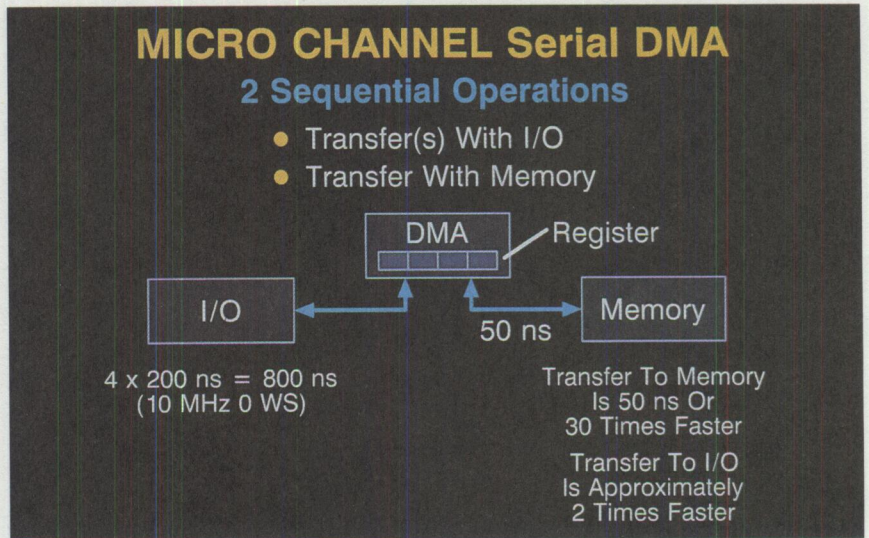 MICRO CHANNEL Serial DMA
2 Sequential Operations
• Transfer(s) With I/O
• Transfer With Memory
DMA
Register
I/O
50 ns
Memory
4 x 200 ns = 800 ns
(10 MHz 0 WS)
Transfer To Memory
Is 50 ns Or
30 Times Faster
Transfer To I/O
Is Approximately
2 Times Faster